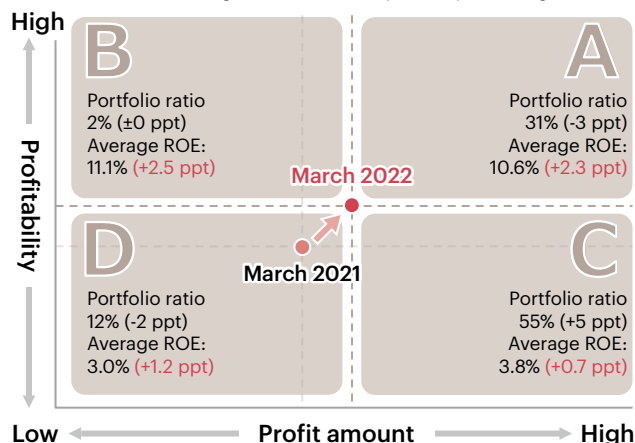 High
B
A
Portfolio ratio
2% (±0 ppt)
Average ROE:
11.1% (+2.5 ppt)
Portfolio ratio
31% (-3 ppt)
Average ROE:
10.6% (+2.3 ppt)
Profitability
March 2022
March 2021
D
C
Portfolio ratio
12% (-2 ppt)
Average ROE:
3.0% (+1.2 ppt)
Portfolio ratio
55% (+5 ppt)
Average ROE:
3.8% (+0.7 ppt)
Low
Profit amount
High